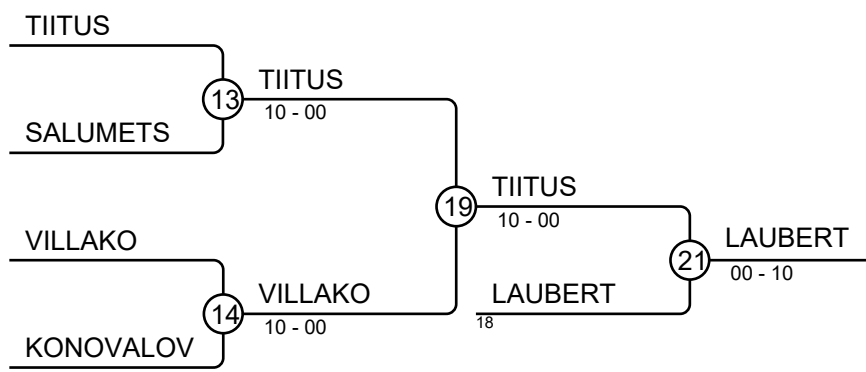 TIITUS
13
TIITUS
10 - 00
SALUMETS
19
TIITUS
10 - 00
VILLAKO
21
LAUBERT
00 - 10
14
VILLAKO
10 - 00
LAUBERT
18
KONOVALOV